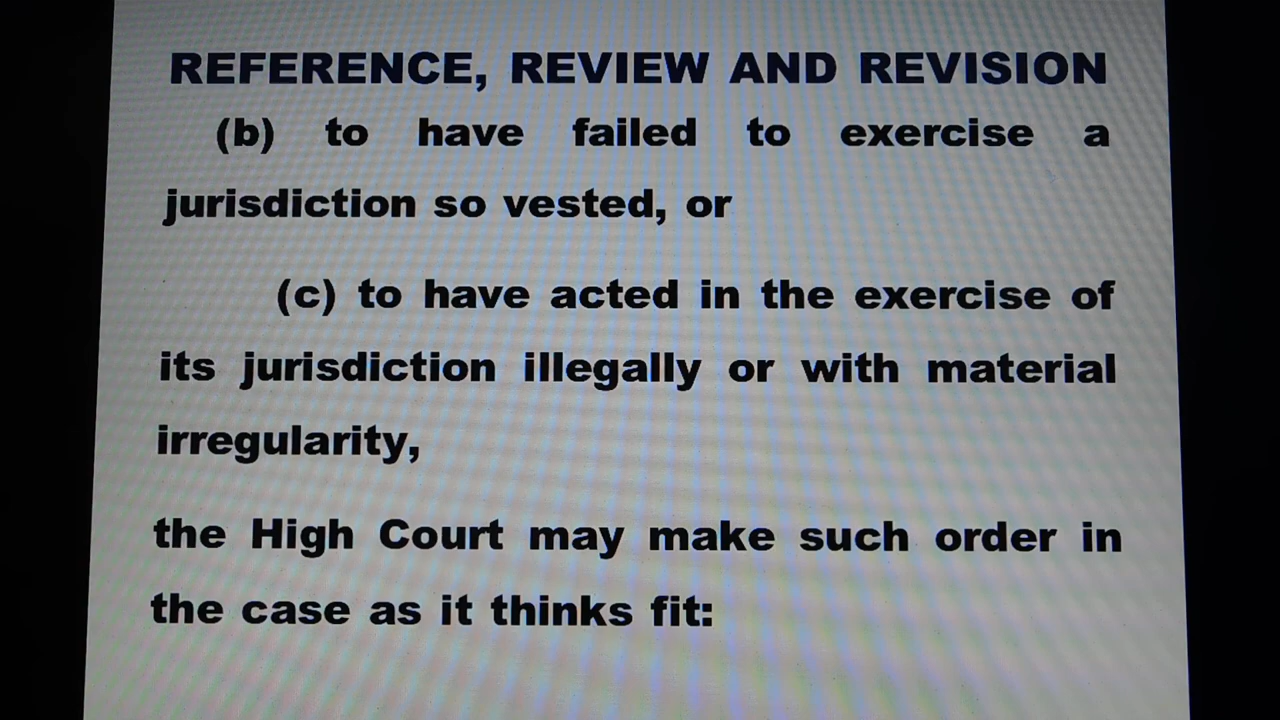 REFERENCE, REVIEW AND REVISION
(b) to have failed to exercise a
jurisdiction so vested, or
(c) to have acted in the exercise of
its jurisdiction illegally or with material
irregularity,
the High Court may make such order in
the case as it thinks fit: